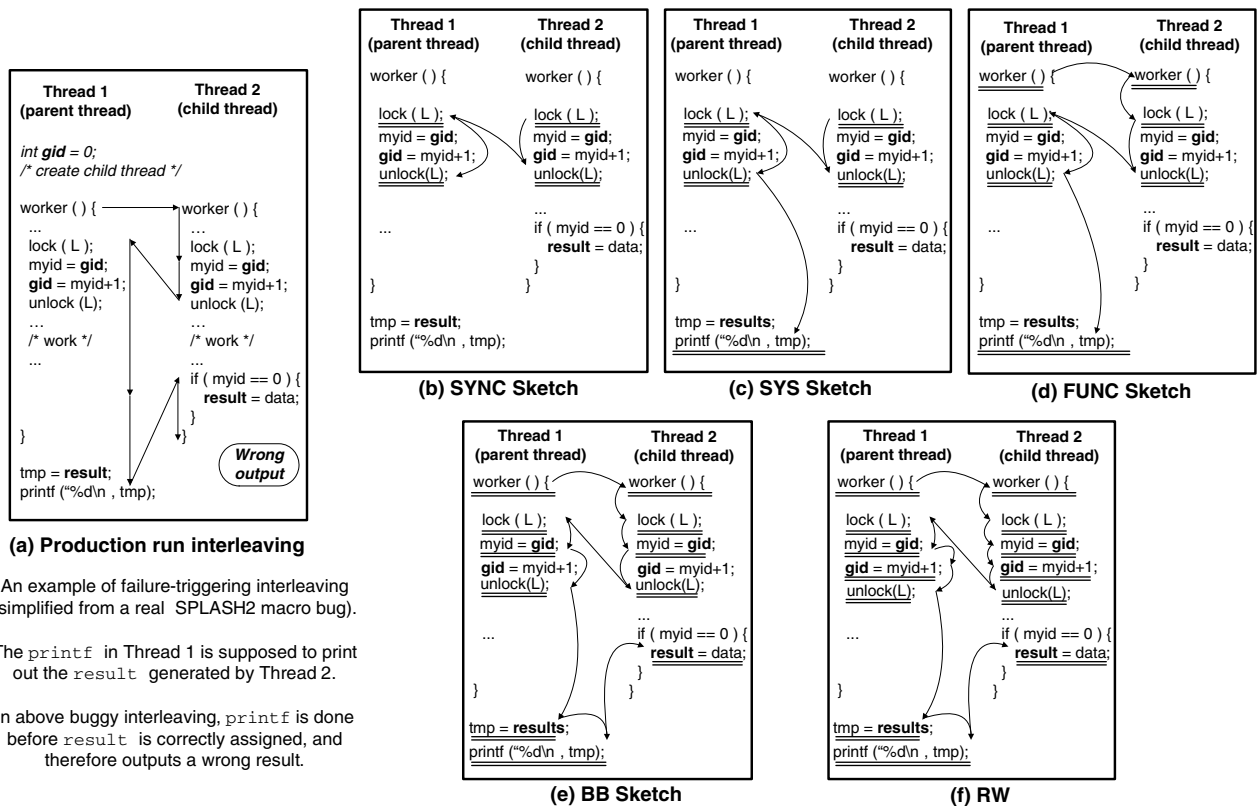 Thread 1
(parent thread)
Thread 2
(child thread)
int gid = 0;
/* create child thread */
worker ( ) {
...
lock ( L );
myid = gid;
gid = myid+1;
unlock (L);
...
/* work */
...
}
tmp = result;
printf (“%d\n , tmp);
worker ( ) {
...
lock ( L );
myid = gid;
gid = myid+1;
unlock (L);
...
/* work */
...
if ( myid == 0 ) {
result = data;
}
}
Wrong
output
(a) Production run interleaving
An example of failure-triggering interleaving
simplified from a real SPLASH2 macro bug).
he printf in Thread 1 is supposed to print
out the result generated by Thread 2.
n above buggy interleaving, printf is done
before result is correctly assigned, and
therefore outputs a wrong result.
Thread 1
(parent thread)
Thread 2
(child thread)
worker ( ) {
lock ( L );
myid = gid;
gid = myid+1;
unlock(L);
...
}
tmp = result;
printf (“%d\n , tmp);
worker ( ) {
lock ( L );
myid = gid;
gid = myid+1;
unlock(L);
...
if ( myid == 0 ) {
result = data;
}
}
(b) SYNC Sketch
Thread 1
(parent thread)
Thread 2
(child thread)
worker ( ) {
lock ( L );
myid = gid;
gid = myid+1;
unlock(L);
...
}
tmp = results;
printf (“%d\n , tmp);
worker ( ) {
lock ( L );
myid = gid;
gid = myid+1;
unlock(L);
...
if ( myid == 0 ) {
result = data;
}
}
(c) SYS Sketch
Thread 1
(parent thread)
Thread 2
(child thread)
worker ( ) {
lock ( L );
myid = gid;
gid = myid+1;
unlock(L);
...
}
tmp = results;
printf (“%d\n , tmp);
worker ( ) {
lock ( L );
myid = gid;
gid = myid+1;
unlock(L);
...
if ( myid == 0 ) {
result = data;
}
}
(d) FUNC Sketch
Thread 1
(parent thread)
Thread 2
(child thread)
worker ( ) {
lock ( L );
myid = gid;
gid = myid+1;
unlock(L);
...
}
tmp = results;
printf (“%d\n , tmp);
worker ( ) {
lock ( L );
myid = gid;
gid = myid+1;
unlock(L);
...
if ( myid == 0 ) {
result = data;
}
}
(e) BB Sketch
Thread 1
(parent thread)
Thread 2
(child thread)
worker ( ) {
lock ( L );
myid = gid;
gid = myid+1;
unlock(L);
...
}
tmp = results;
printf (“%d\n , tmp);
worker ( ) {
lock ( L );
myid = gid;
gid = myid+1;
unlock(L);
...
if ( myid == 0 ) {
result = data;
}
}
(f) RW